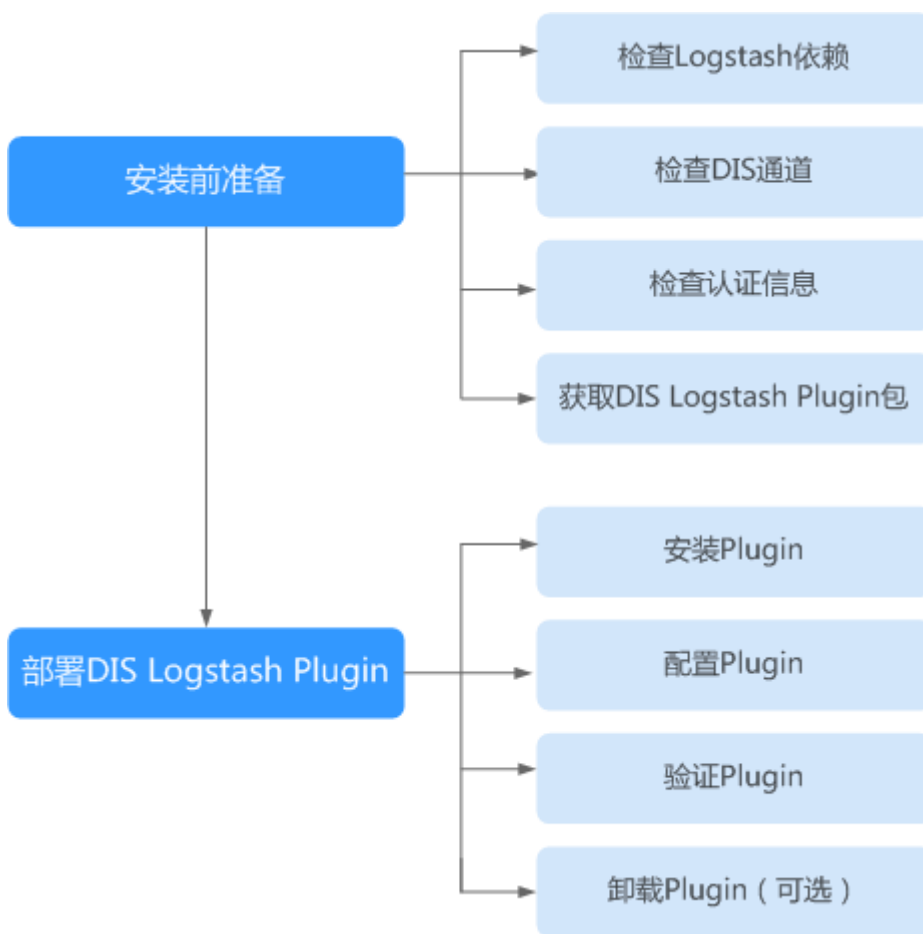 安装前准备
检查Logstash依赖
检查DIS通道
检查认证信息
获取DIS Logstash Plugin包
部署DIS Logstash Plugin
安装Plugin
配置Plugin
验证Plugin
卸载Plugin（可选）